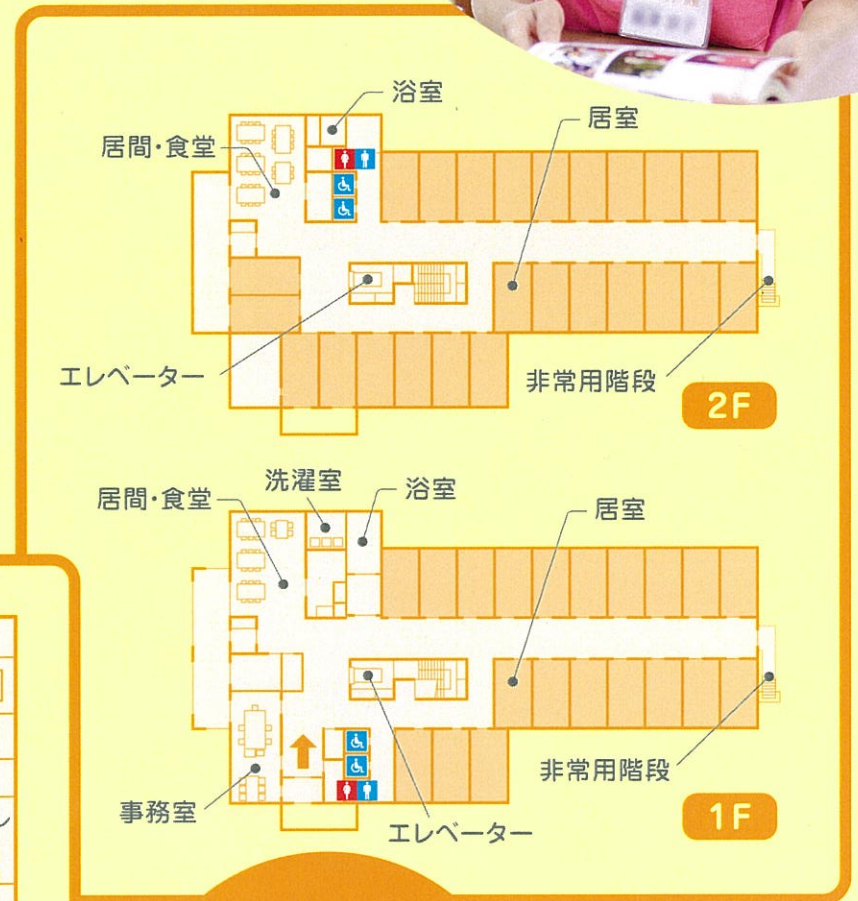 浴室
居室
居間・食堂
エレベーター
非常用階段
2F
洗濯室
浴室
居間・食堂
居室
非常用階段
事務室
エレベーター
1F